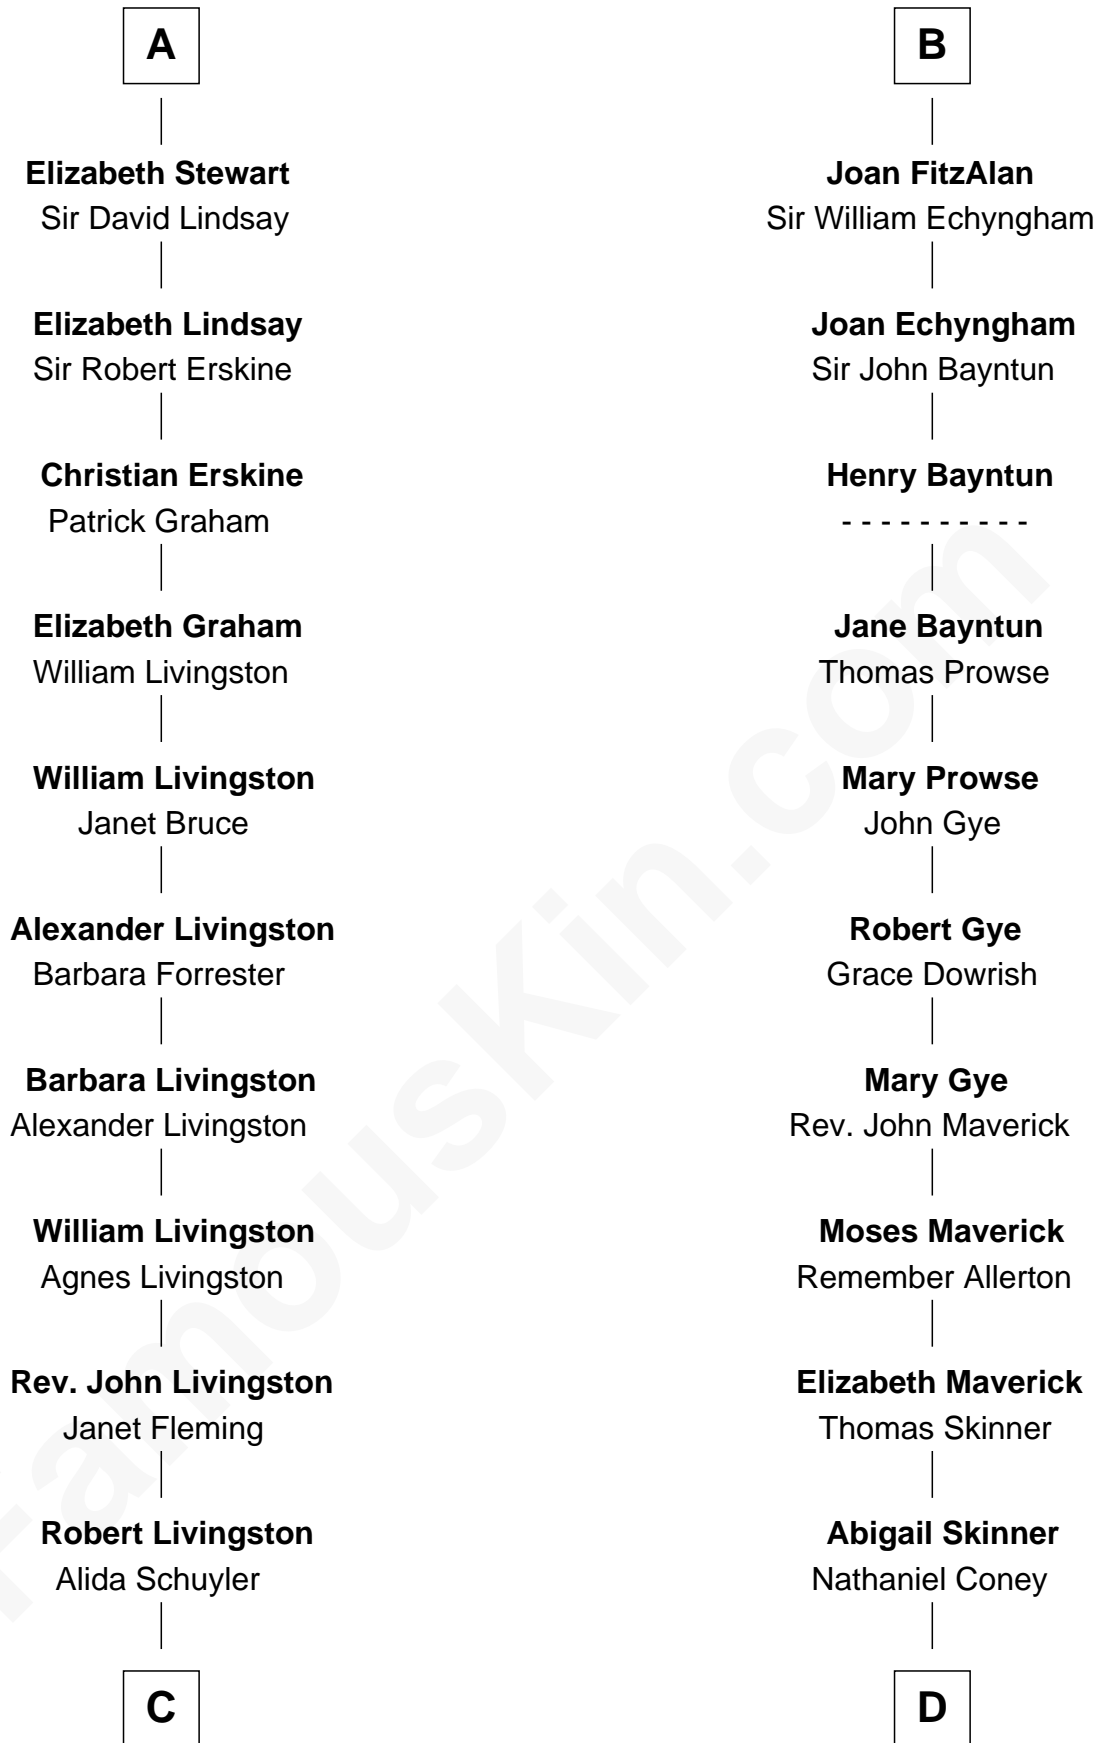 A
Elizabeth Stewart
Sir David Lindsay
Elizabeth Lindsay
Sir Robert Erskine
Christian Erskine
Patrick Graham
Elizabeth Graham
William Livingston
William Livingston
Janet Bruce
Alexander Livingston
Barbara Forrester
Barbara Livingston
Alexander Livingston
William Livingston
Agnes Livingston
Rev. John Livingston
Janet Fleming
Robert Livingston
Alida Schuyler
C
B
Joan FitzAlan
Sir William Echyngham
Joan Echyngham
Sir John Bayntun
Henry Bayntun
- - - - - - - - - -
Jane Bayntun
Thomas Prowse
Mary Prowse
John Gye
Robert Gye
Grace Dowrish
Mary Gye
Rev. John Maverick
Moses Maverick
Remember Allerton
Elizabeth Maverick
Thomas Skinner
Abigail Skinner
Nathaniel Coney
D
FamousKin.com